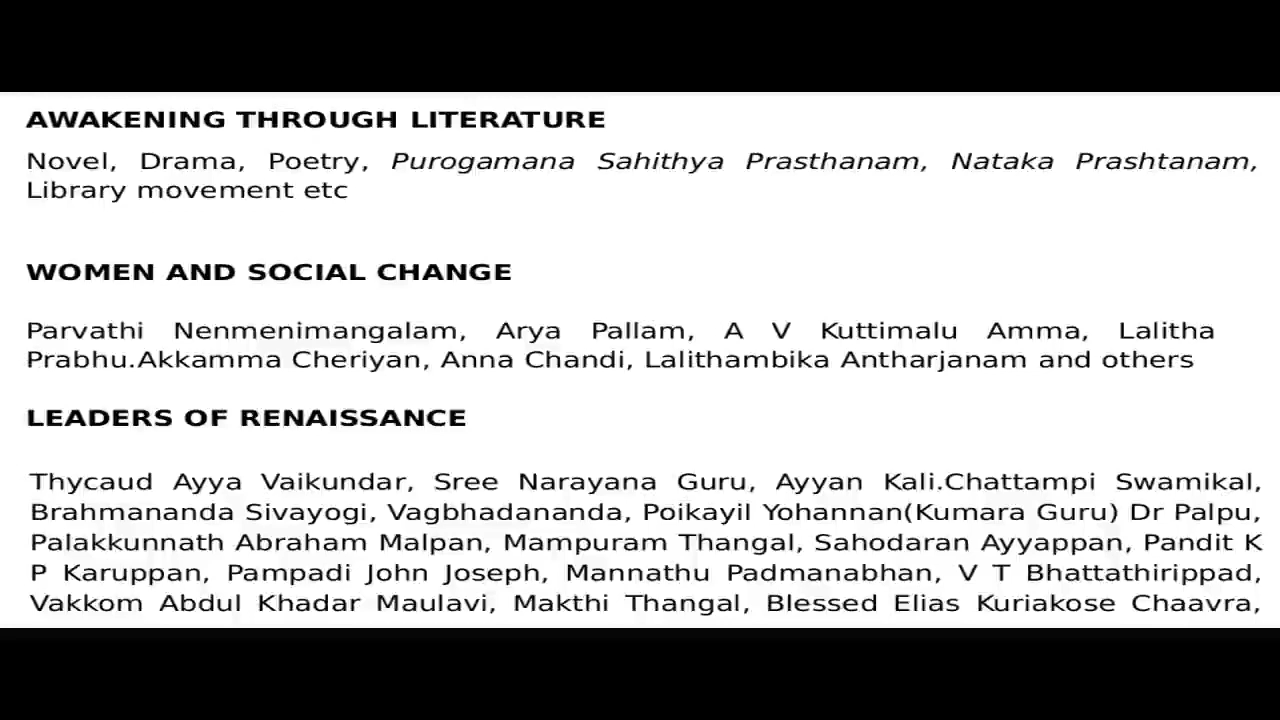 AWAKENING THROUGH LITERATURE
Novel, Drama, Poetry, Purogamana Sahithya Prasthanam, Nataka Prashtanam,
Library movement etc
WOMEN AND SOCIAL CHANGE
Parvathi Nenmenimangalam, Arya Pallam, A V Kuttimalu Amma, Lalitha
Prabhu.Akkamma Cheriyan, Anna Chandi, Lalithambika Antharjanam and others
LEADERS OF RENAISSANCE
Thycaud Ayya Vaikundar, Sree Narayana Guru, Ayyan Kali.Chattampi Swamikal,
Brahmananda Sivayogi, Vagbhadananda, Poikayil Yohannan(Kumara Guru) Dr Palpu,
Palakkunnath Abraham Malpan, Mampuram Thangal, Sahodaran Ayyappan, Pandit K
P Karuppan, Pampadi John Joseph, Mannathu Padmanabhan, V T Bhattathirippad,
Vakkom Abdul Khadar Maulavi, Makthi Thangal, Blessed Elias Kuriakose Chaavra,